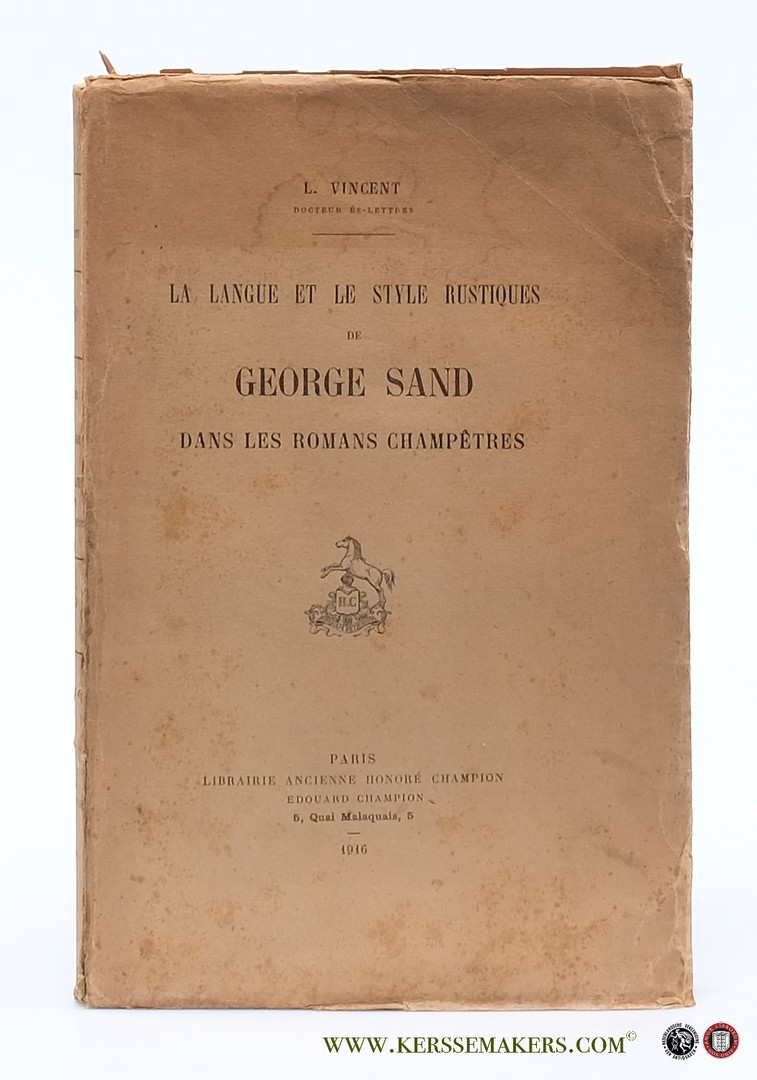 L. VINCENT
DOCTEUR ÈS-LETTRES
LA LANGUE ET LE STYLE RUSTIQUES
DE
GEORGE SAND
DANS LES ROMANS CHAMPÊTRES
H.C
PARIS
LIBRAIRIE ANCIENNE HONORÉ CHAMPION
EDOUARD CHAMPION
5, Quai Malaquais, 5
1916
WWW.KERSSEMAKERS.COM©